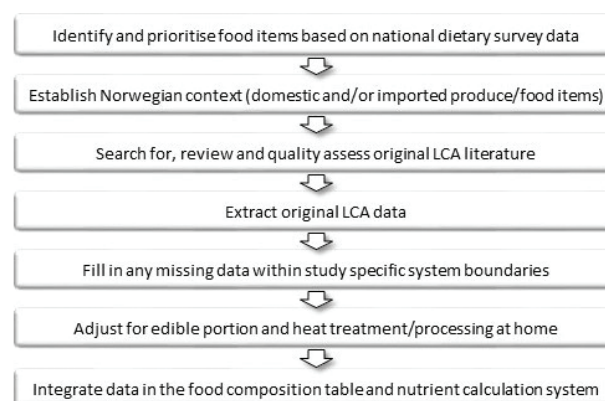 Identify and prioritise food items based on national dietary survey data
Establish Norwegian context (domestic and/or imported produce/food items)
Search for, review and quality assess original LCA literature
Extract original LCA data
Fill in any missing data within study specific system boundaries
Adjust for edible portion and heat treatment/processing at home
Integrate data in the food composition table and nutrient calculation system